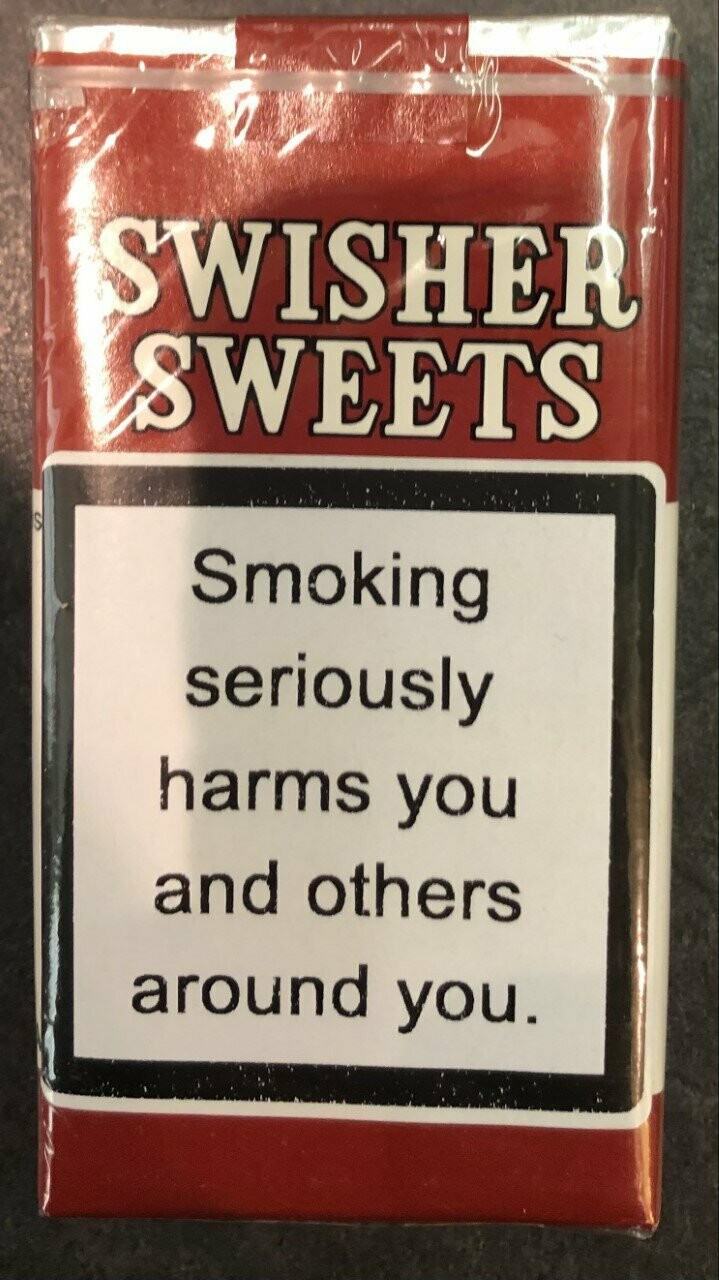 SWISHER
SWEETS
Smoking
seriously
harms you
and others
around you.